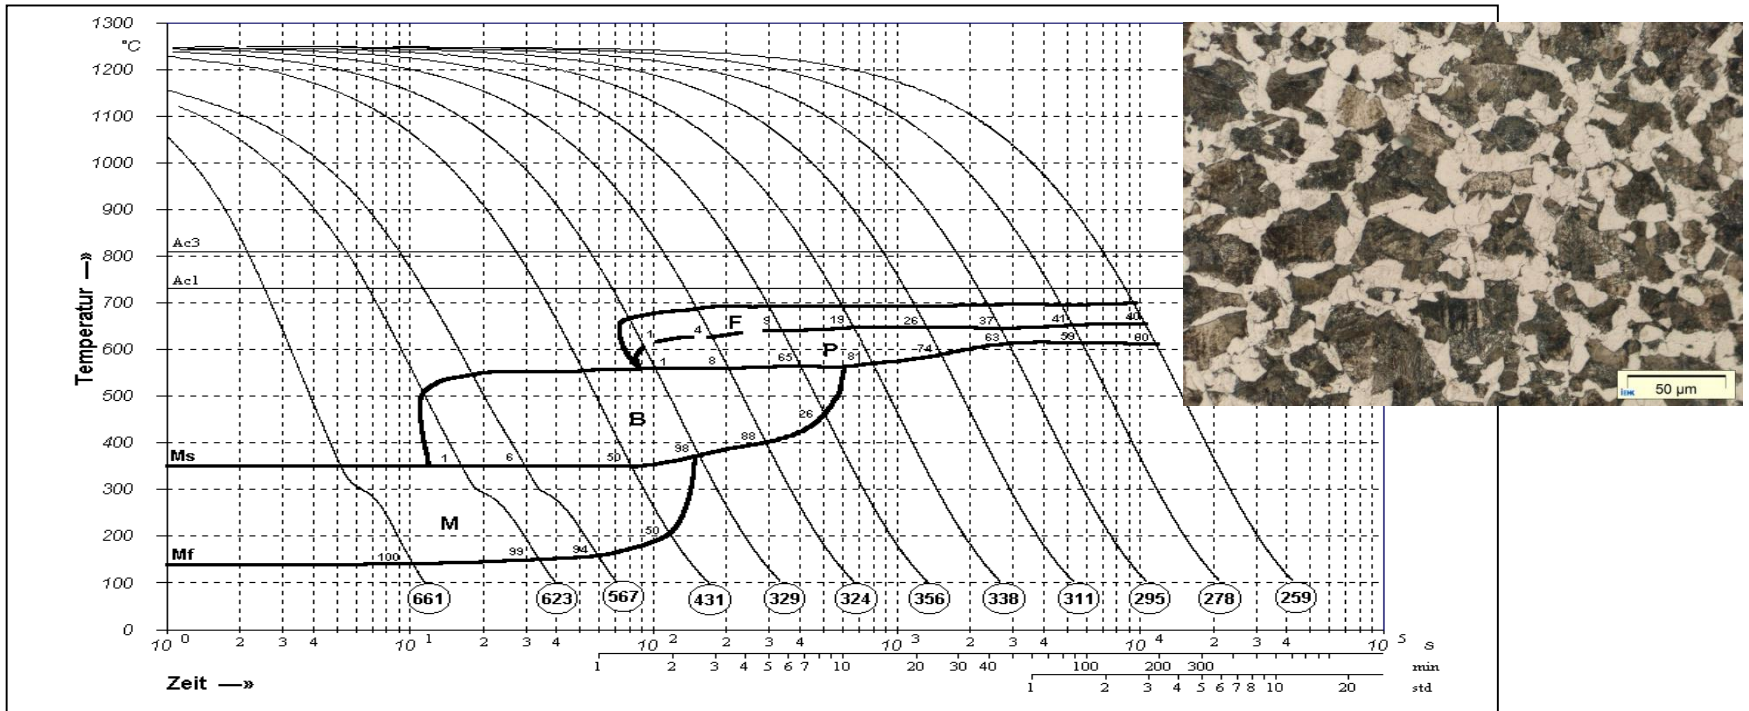 1300
°C
1200
1100
1000
900
800
700
600
500
400
300
200
100
0
Temperatur —»
Ac3
Ac1
Ms
Mf
F
P
B
M
1 4 9 19 26 37 41 40
1 8 65 81 74 63 59 60
1 6 50 98 88 26
100 99 94 50
661 623 567 431 329 324 356 338 311 295 278 259
10 0 2 3 4 10 1 2 3 4 10 2 2 3 4 10 3 2 3 4 10 4 2 3 4 10 5 s
1 2 3 4 5 6 7 10 20 30 40 100 200 300 min
1 2 3 4 5 6 7 8 10 20 std
Zeit —»
50 µm